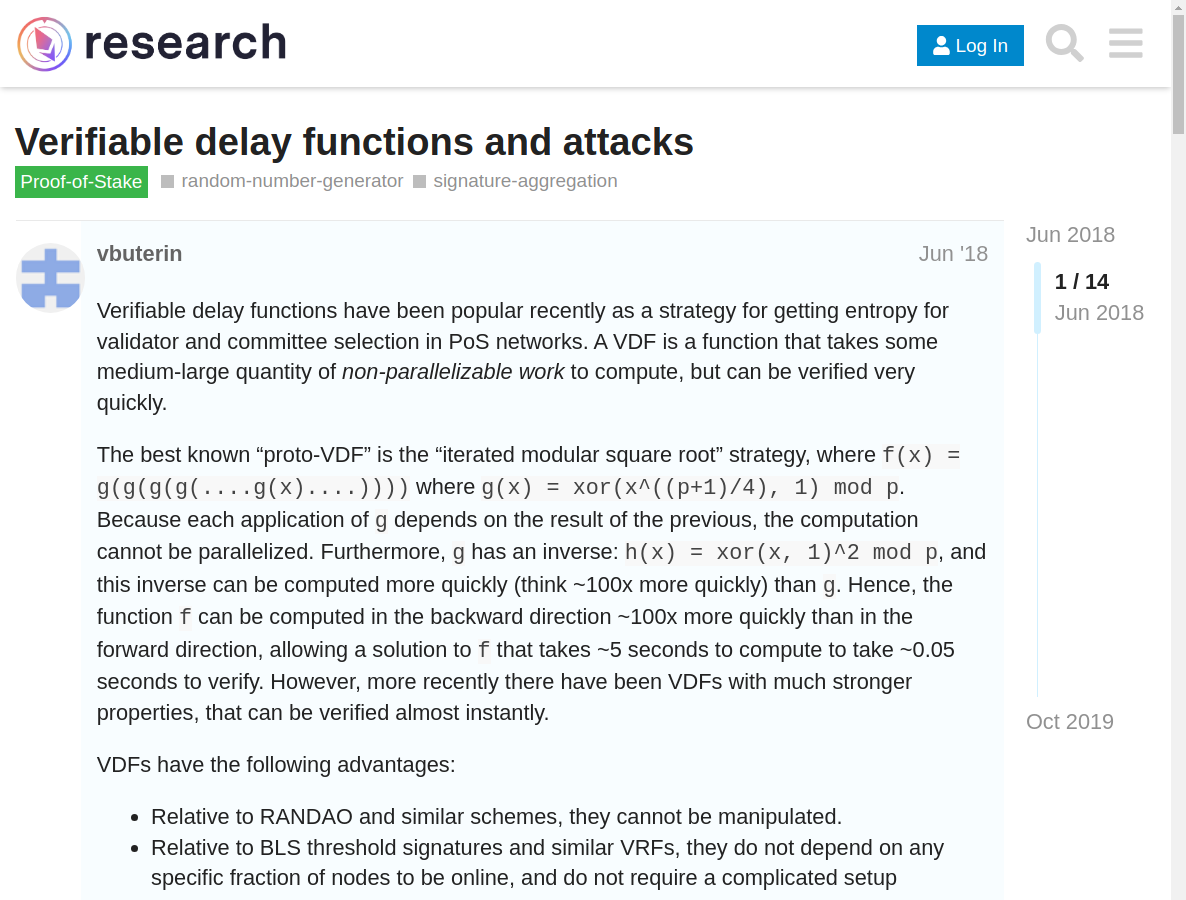 research
Log In
Verifiable delay functions and attacks
Proof-of-Stake random-number-generator signature-aggregation
Jun 2018
vbuterin Jun '18
1 / 14
Jun 2018
Verifiable delay functions have been popular recently as a strategy for getting entropy for
validator and committee selection in PoS networks. A VDF is a function that takes some
medium-large quantity of non-parallelizable work to compute, but can be verified very
quickly.
The best known “proto-VDF” is the “iterated modular square root” strategy, where f(x) =
g(g(g(g(....g(x)....)))) where g(x) = xor(x^((p+1)/4), 1) mod p.
Because each application of g depends on the result of the previous, the computation
cannot be parallelized. Furthermore, g has an inverse: h(x) = xor(x, 1)^2 mod p, and
this inverse can be computed more quickly (think ~100x more quickly) than g. Hence, the
function f can be computed in the backward direction ~100x more quickly than in the
forward direction, allowing a solution to f that takes ~5 seconds to compute to take ~0.05
seconds to verify. However, more recently there have been VDFs with much stronger
properties, that can be verified almost instantly.
Oct 2019
VDFs have the following advantages:
• Relative to RANDAO and similar schemes, they cannot be manipulated.
• Relative to BLS threshold signatures and similar VRFs, they do not depend on any
specific fraction of nodes to be online, and do not require a complicated setup